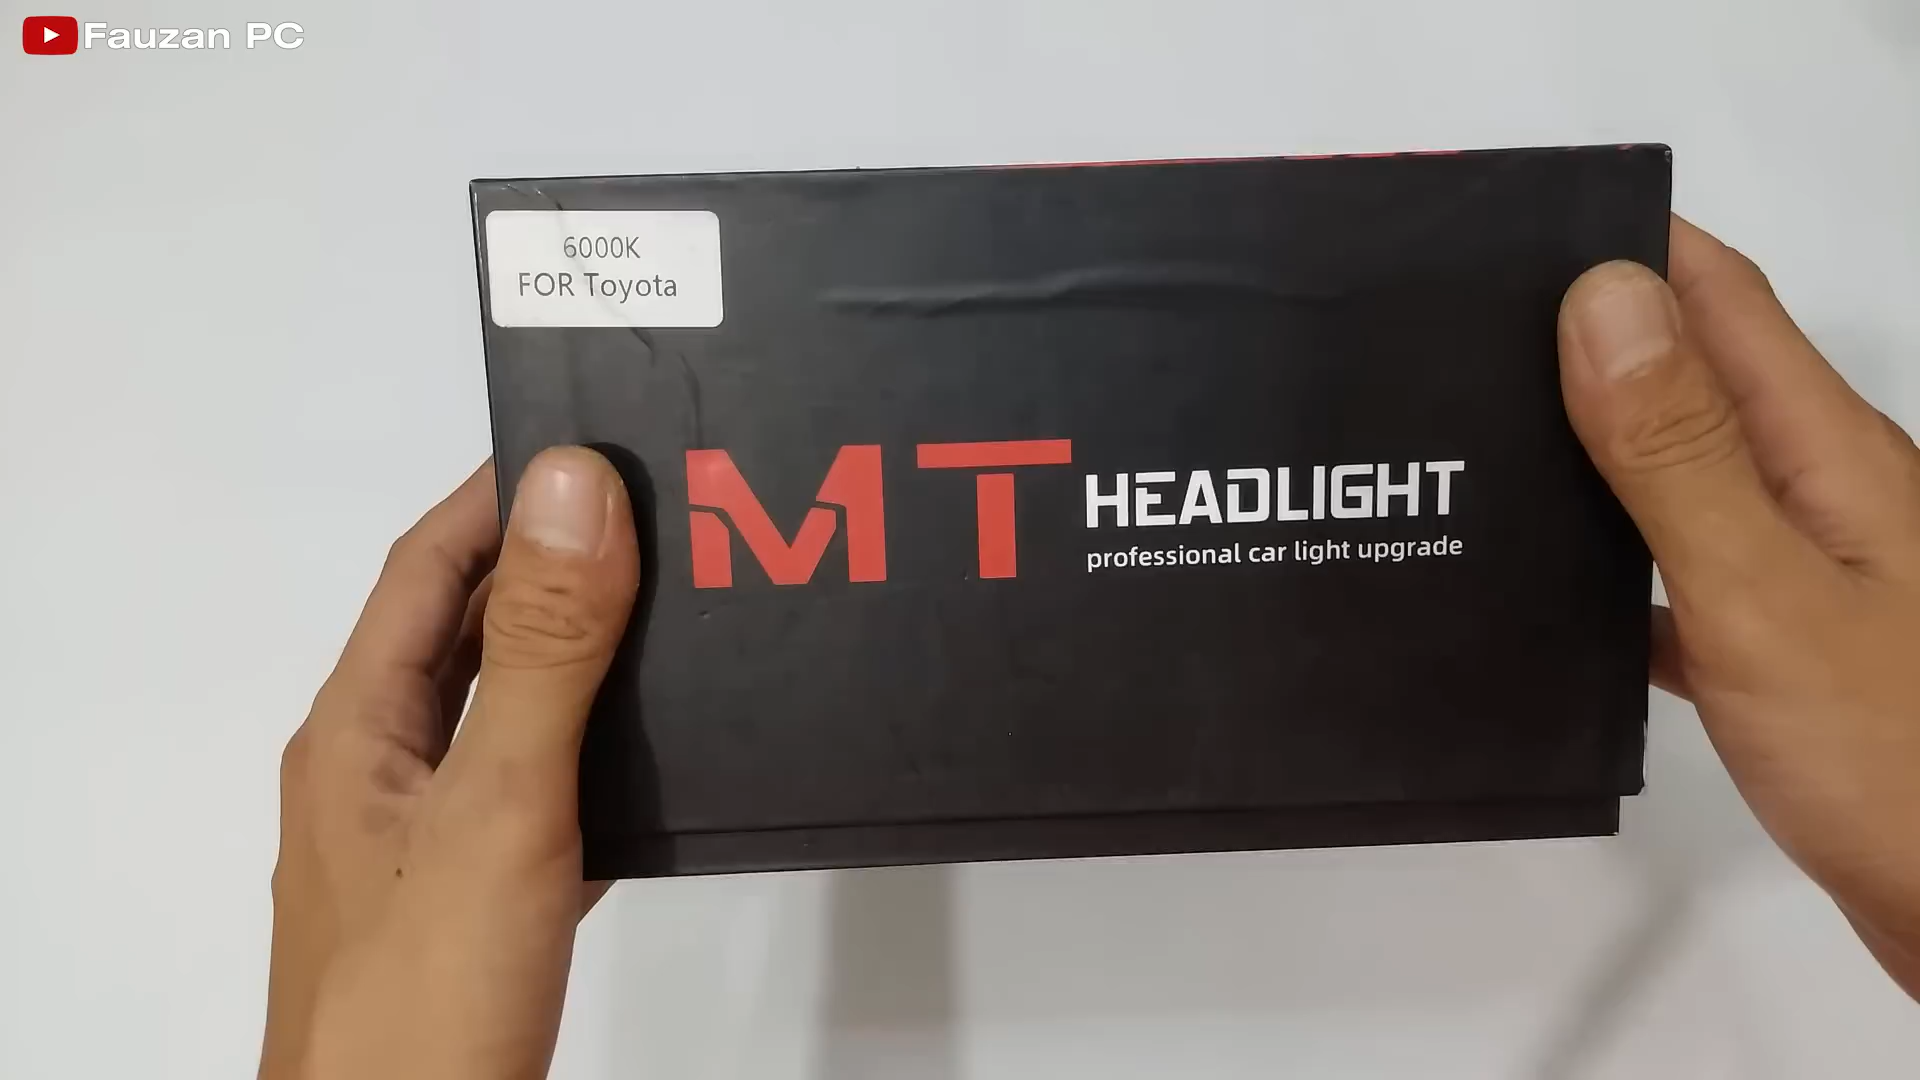 Fauzan PC
6000K
FOR Toyota
MT HEADLIGHT
professional car light upgrade